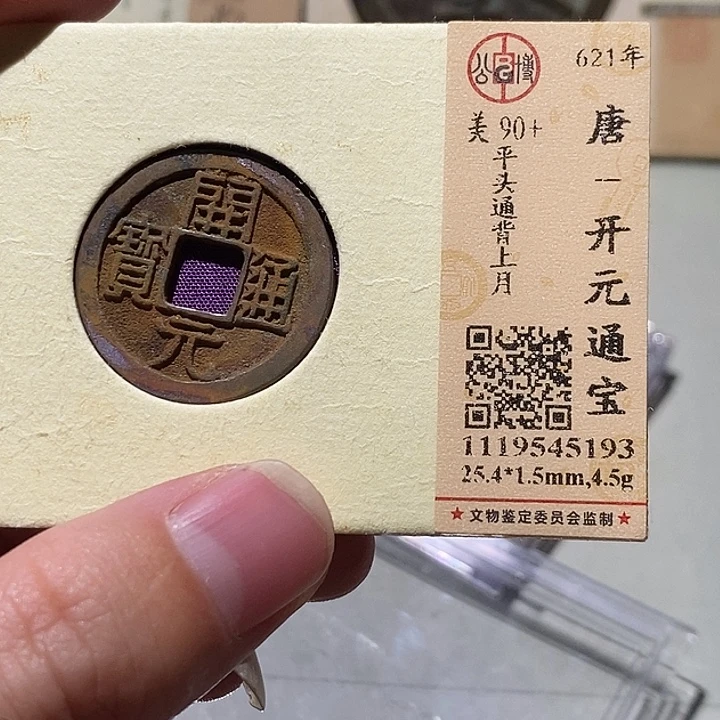 開元通寳
公博
621年
唐一开元通宝
美 90+
平头通背上月
1119545193
25.4*1.5mm,4.5g
★文物鉴定委员会监制★